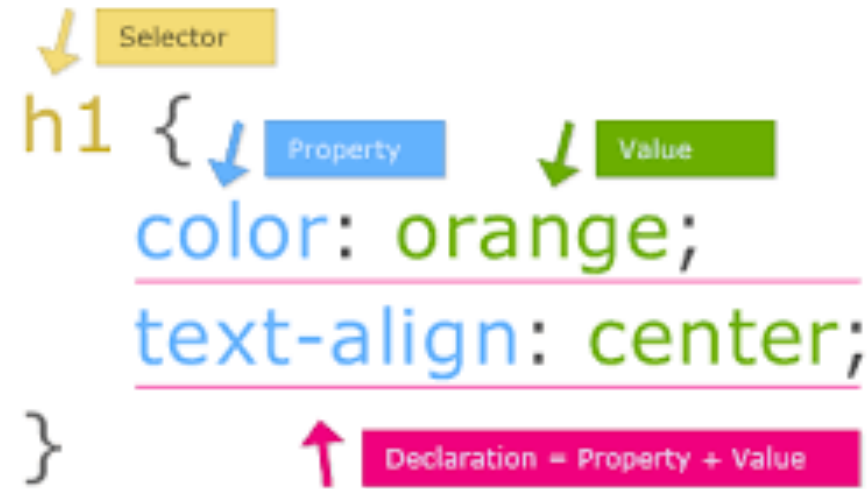 Selector
h1 {
Property
Value
color: orange;
text-align: center;
}
Declaration = Property + Value